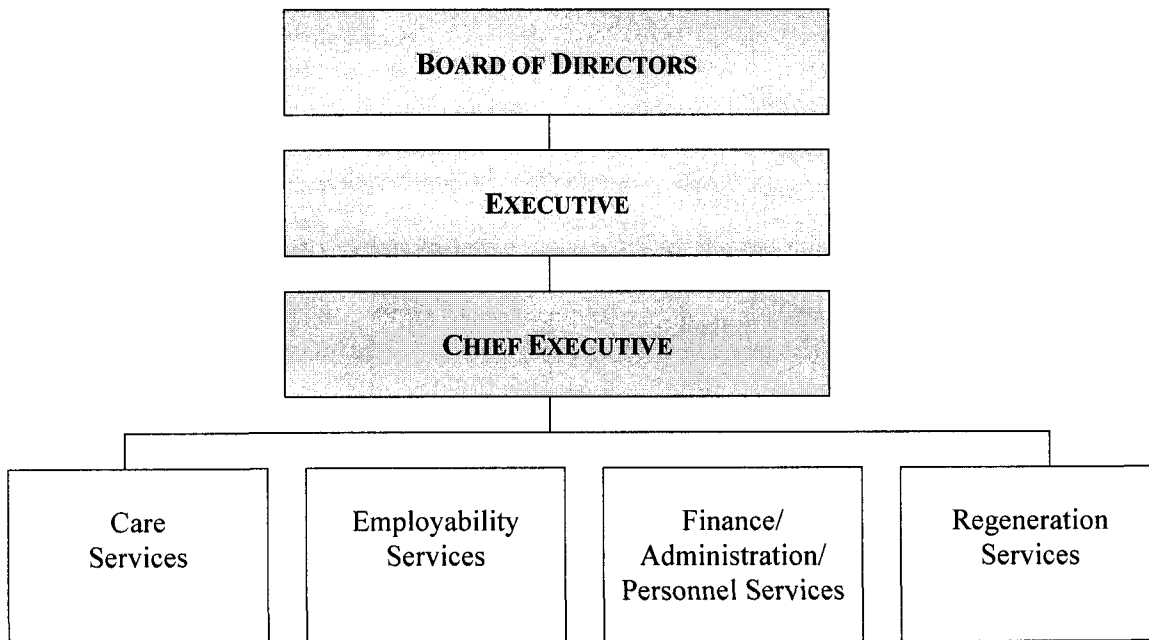 BOARD OF DIRECTORS
EXECUTIVE
CHIEF EXECUTIVE
Care
Services
Employability
Services
Finance/
Administration/
Personnel Services
Regeneration
Services